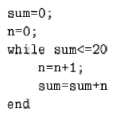 sum=0;
n=0;
while sum<=20
    n=n+1;
    sum=sum+n
end